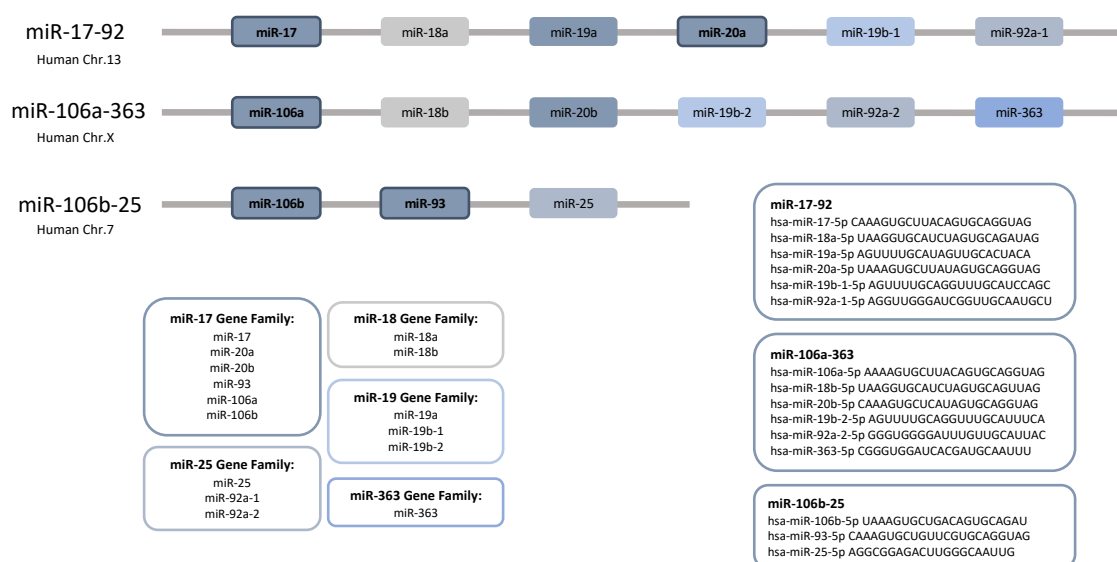 miR-17-92
Human Chr.13
miR-17
miR-18a
miR-19a
miR-20a
miR-19b-1
miR-92a-1
miR-106a-363
Human Chr.X
miR-106a
miR-18b
miR-20b
miR-19b-2
miR-92a-2
miR-363
miR-106b-25
Human Chr.7
miR-106b
miR-93
miR-25
miR-17 Gene Family:
miR-17
miR-20a
miR-20b
miR-93
miR-106a
miR-106b
miR-18 Gene Family:
miR-18a
miR-18b
miR-19 Gene Family:
miR-19a
miR-19b-1
miR-19b-2
miR-25 Gene Family:
miR-25
miR-92a-1
miR-92a-2
miR-363 Gene Family:
miR-363
miR-17-92
hsa-miR-17-5p CAAAGUGCUUACAGUGCAGGUAG
hsa-miR-18a-5p UAAGGUGCAUCUAGUGCAGAUAG
hsa-miR-19a-5p AGUUUUGCAUAGUUGCACUACA
hsa-miR-20a-5p UAAAGUGCUUAUAGUGCAGGUAG
hsa-miR-19b-1-5p AGUUUUGCAGGUUUGCAUCCAGC
hsa-miR-92a-1-5p AGGUUGGGAUCGGUUGCAAUGCU
miR-106a-363
hsa-miR-106a-5p AAAAGUGCUUACAGUGCAGGUAG
hsa-miR-18b-5p UAAGGUGCAUCUAGUGCAGUUAG
hsa-miR-20b-5p CAAAGUGCUCAUAGUGCAGGUAG
hsa-miR-19b-2-5p AGUUUUGCAGGUUUGCAUUUCA
hsa-miR-92a-2-5p GGGUGGGGAUUUGUUGCAUUAC
hsa-miR-363-5p CGGGUGGAUCACGAUGCAAUUU
miR-106b-25
hsa-miR-106b-5p UAAAGUGCUGACAGUGCAGAU
hsa-miR-93-5p CAAAGUGCUGUUCGUGCAGGUAG
hsa-miR-25-5p AGGCGGAGACUUGGGCAAUUG